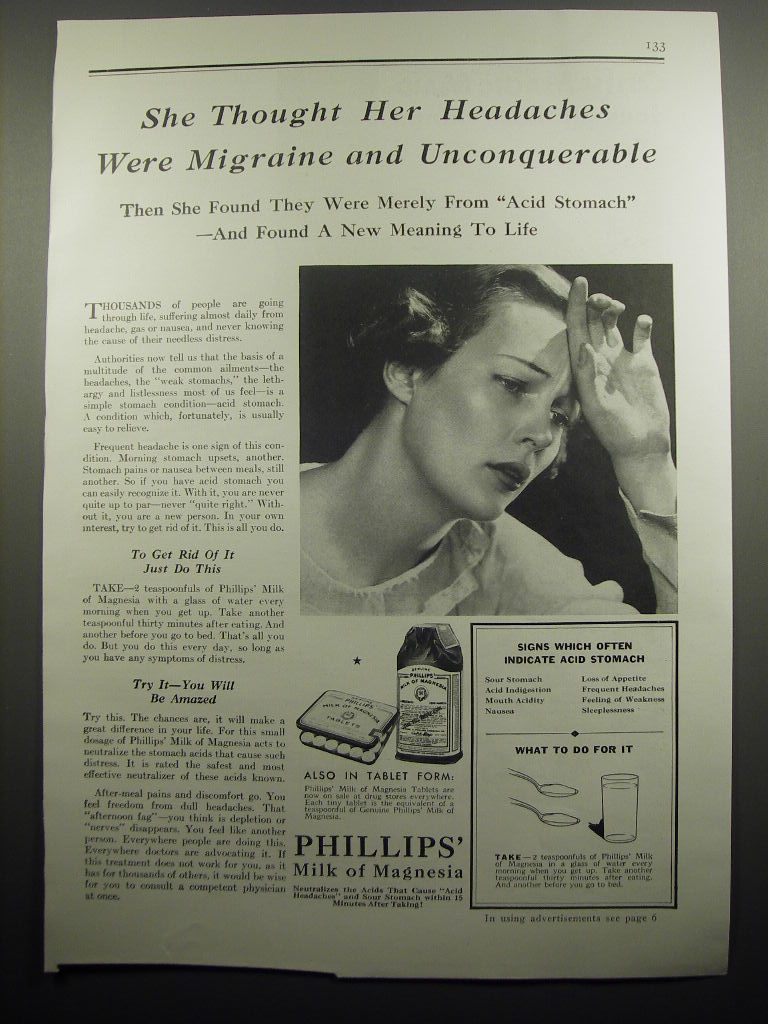 133
She Thought Her Headaches
Were Migraine and Unconquerable
Then She Found They Were Merely From "Acid Stomach"
—And Found A New Meaning To Life
THOUSANDS of people are going
through life, suffering almost daily from
headache, gas or nausea, and never knowing
the cause of their needless distress.
Authorities now tell us that the basis of a
multitude of the common ailments—the
headaches, the "weak stomachs," the leth-
argy and listlessness most of us feel—is a
simple stomach condition—acid stomach.
A condition which, fortunately, is usually
easy to relieve.
Frequent headache is one sign of this con-
dition. Morning stomach upsets, another.
Stomach pains or nausea between meals, still
another. So if you have acid stomach you
can easily recognize it. With it, you are never
quite up to par—never "quite right." With-
out it, you are a new person. In your own
interest, try to get rid of it. This is all you do.
To Get Rid Of It
Just Do This
TAKE—2 teaspoonfuls of Phillips' Milk
of Magnesia with a glass of water every
morning when you get up. Take another
teaspoonful thirty minutes after eating. And
another before you go to bed. That's all you
do. But you do this every day, so long as
you have any symptoms of distress.
Try It—You Will
Be Amazed
Try this. The chances are, it will make a
great difference in your life. For this small
dosage of Phillips' Milk of Magnesia acts to
neutralize the stomach acids that cause such
distress. It is rated the safest and most
effective neutralizer of these acids known.
After-meal pains and discomfort go. You
feel freedom from dull headaches. That
"afternoon fag"—you think is depletion or
"nerves" disappears. You feel like another
person. Everywhere people are doing this.
Everywhere doctors are advocating it. If
this treatment does not work for you, as it
has for thousands of others, it would be wise
for you to consult a competent physician
at once.
PHILLIPS'
MILK OF MAGNESIA
TABLETS
GENUINE
PHILLIPS'
MILK OF MAGNESIA
ALSO IN TABLET FORM:
Phillips' Milk of Magnesia Tablets are
now on sale at drug stores everywhere.
Each tiny tablet is the equivalent of a
teaspoonful of Genuine Phillips' Milk of
Magnesia.
PHILLIPS'
Milk of Magnesia
Neutralizes the Acids That Cause "Acid
Headaches" and Sour Stomach within 15
Minutes After Taking!
SIGNS WHICH OFTEN
INDICATE ACID STOMACH
Sour Stomach
Acid Indigestion
Mouth Acidity
Nausea
Loss of Appetite
Frequent Headaches
Feeling of Weakness
Sleeplessness
WHAT TO DO FOR IT
TAKE—2 teaspoonfuls of Phillips' Milk
of Magnesia in a glass of water every
morning when you get up. Take another
teaspoonful thirty minutes after eating.
And another before you go to bed.
In using advertisements see page 6